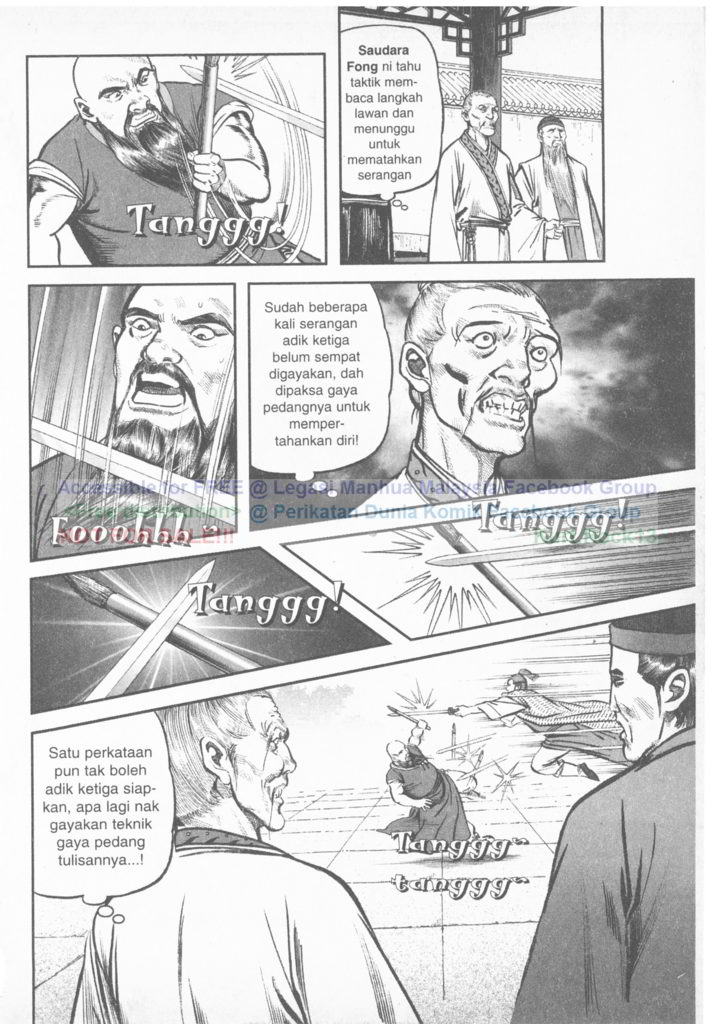 Saudara
Fong ni tahu
taktik mem-
baca langkah
lawan dan
menunggu
untuk
mematahkan
serangan
Tanggg!
Sudah beberapa
kali serangan
adik ketiga
belum sempat
digayakan, dah
dipaksa gaya
pedangnya untuk
memper-
tahankan diri!
Accessible for FREE @ Legasi Manhua Malaysia Facebook Group
@ Perikatan Dunia Komik Facebook Group
Tanggg!
Tanggg!
Satu perkataan
pun tak boleh
adik ketiga siap-
kan, apa lagi nak
gayakan teknik
gaya pedang
tulisannya...!
Tanggg~
tanggg~